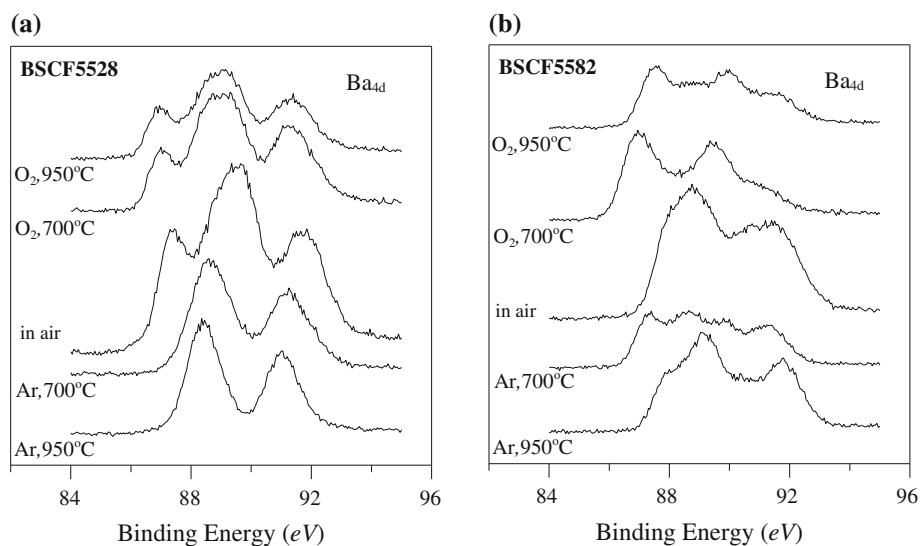 (a)
BSCF5528
Ba4d
O2,950°C
O2,700°C
in air
Ar,700°C
Ar,950°C
84 88 92 96
Binding Energy (eV)
(b)
BSCF5582
Ba4d
O2,950°C
O2,700°C
in air
Ar,700°C
Ar,950°C
84 88 92 96
Binding Energy (eV)